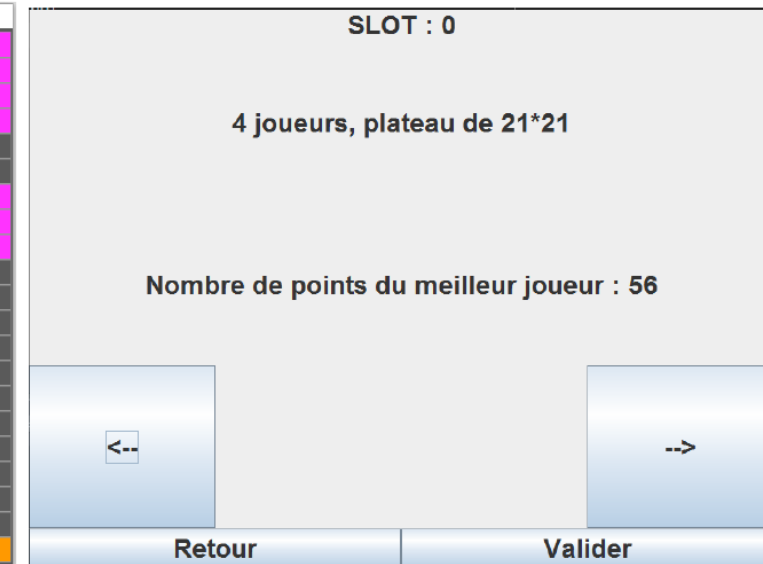 SLOT : 0
4 joueurs, plateau de 21*21
Nombre de points du meilleur joueur : 56
<-- -->
Retour Valider